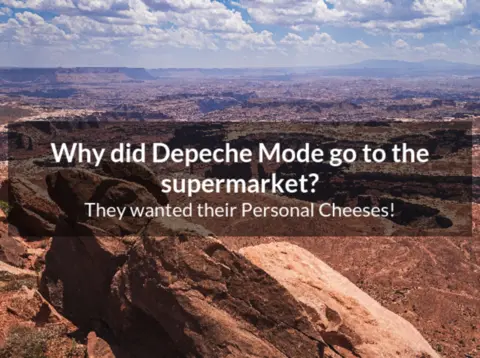 Why did Depeche Mode go to the
supermarket?
They wanted their Personal Cheeses!